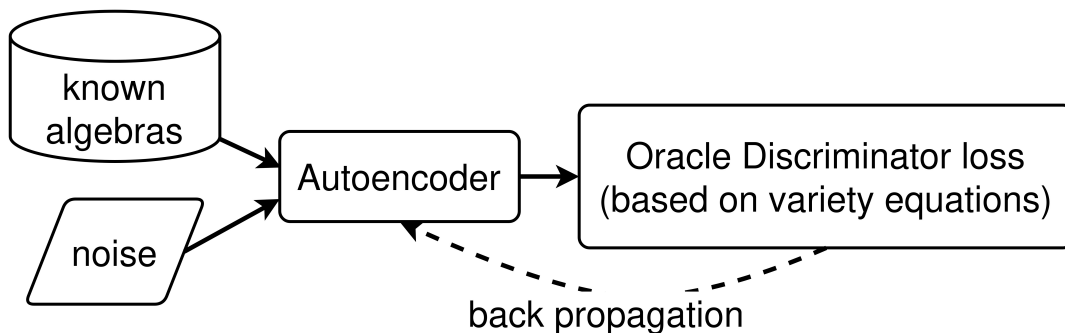 known
algebras
Autoencoder
Oracle Discriminator loss
(based on variety equations)
noise
back propagation